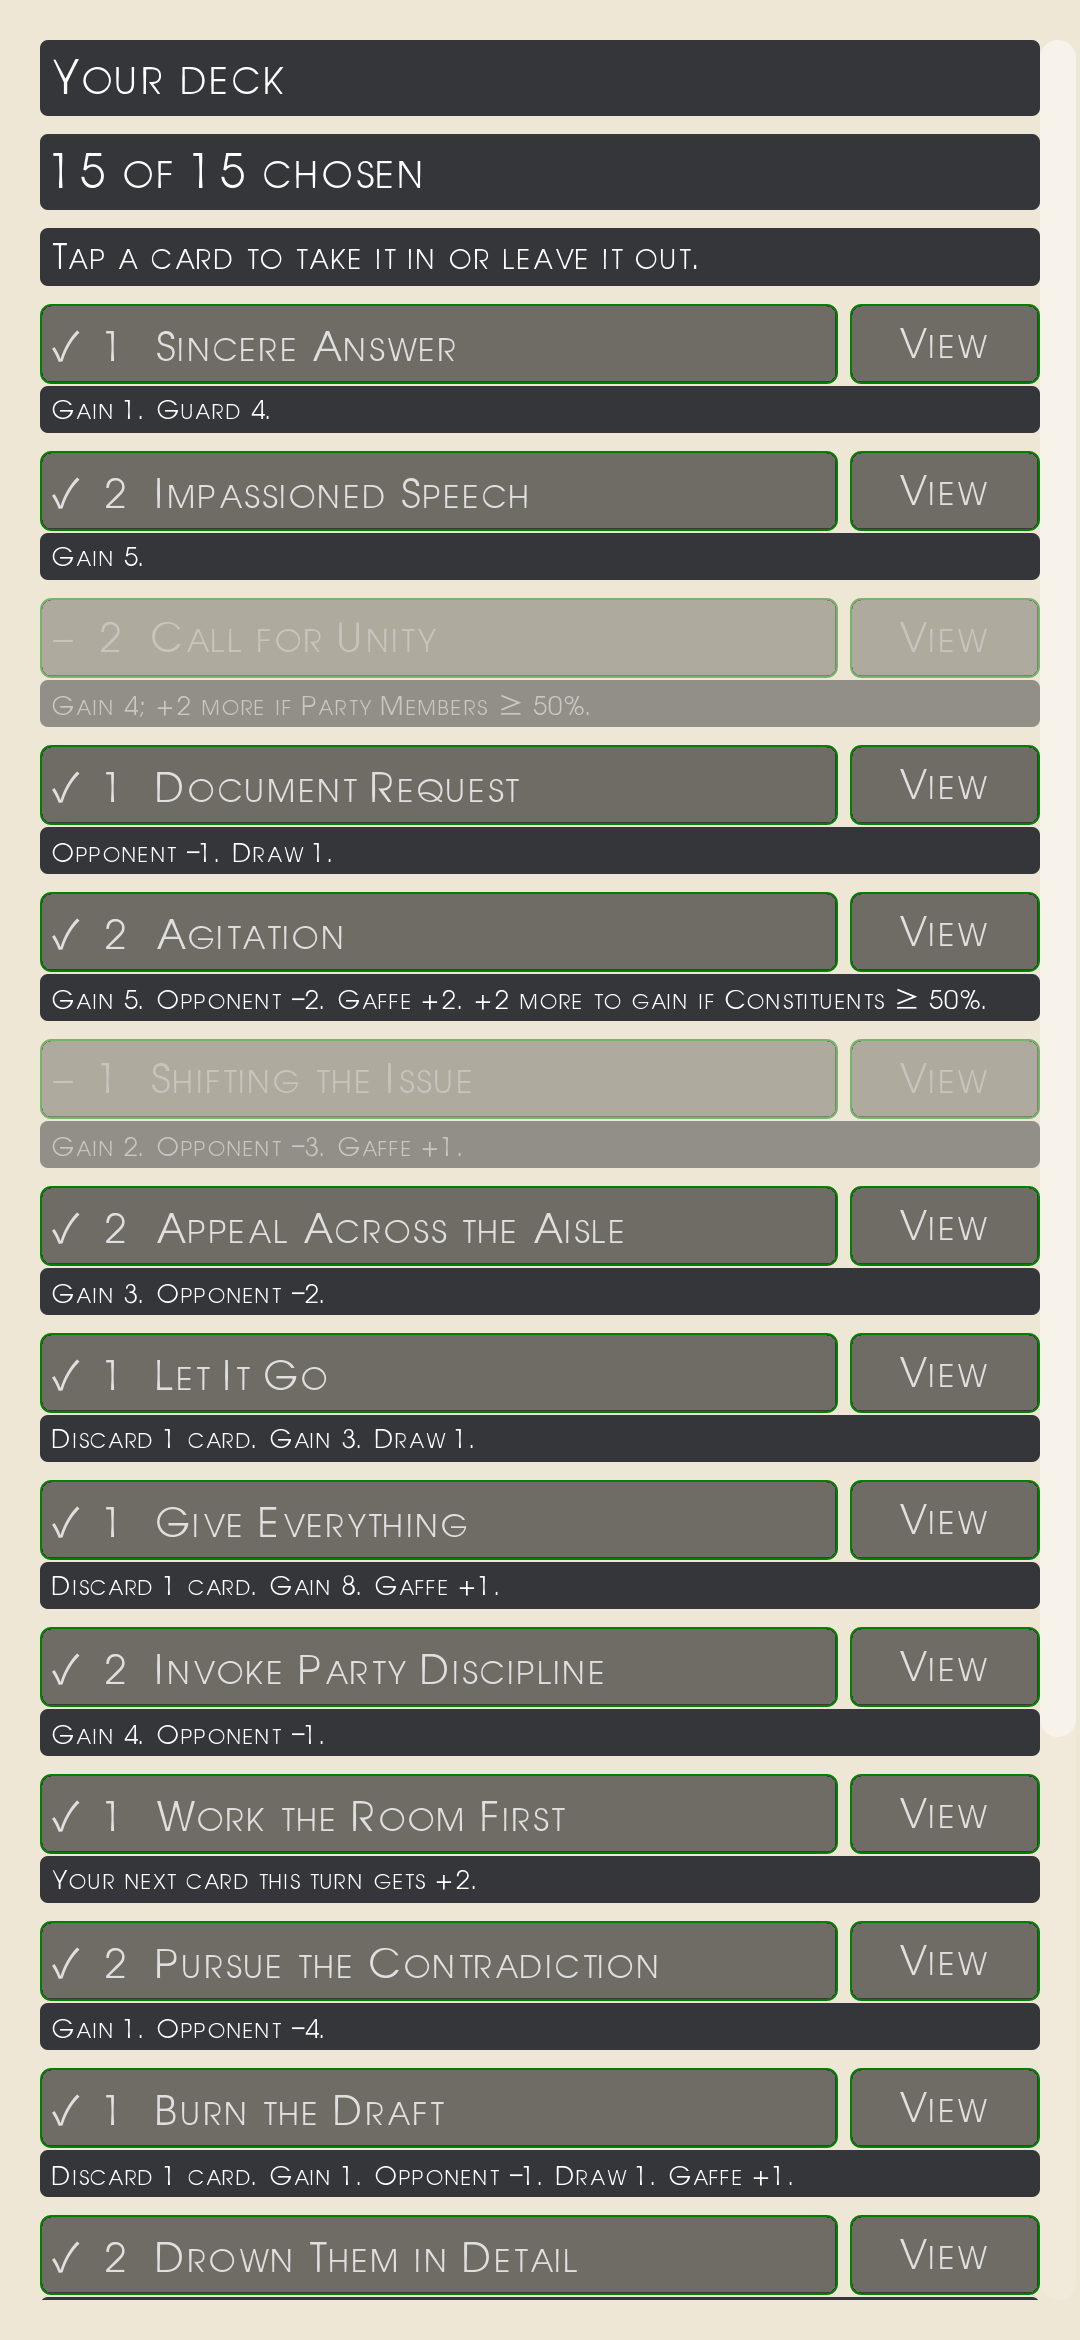 Your deck
15 of 15 chosen
Tap a card to take it in or leave it out.
✓ 1 Sincere Answer View
Gain 1. Guard 4.
✓ 2 Impassioned Speech View
Gain 5.
– 2 Call for Unity View
Gain 4; +2 more if Party Members ≥ 50%.
✓ 1 Document Request View
Opponent –1. Draw 1.
✓ 2 Agitation View
Gain 5. Opponent –2. Gaffe +2. +2 more to gain if Constituents ≥ 50%.
– 1 Shifting the Issue View
Gain 2. Opponent –3. Gaffe +1.
✓ 2 Appeal Across the Aisle View
Gain 3. Opponent –2.
✓ 1 Let It Go View
Discard 1 card. Gain 3. Draw 1.
✓ 1 Give Everything View
Discard 1 card. Gain 8. Gaffe +1.
✓ 2 Invoke Party Discipline View
Gain 4. Opponent –1.
✓ 1 Work the Room First View
Your next card this turn gets +2.
✓ 2 Pursue the Contradiction View
Gain 1. Opponent –4.
✓ 1 Burn the Draft View
Discard 1 card. Gain 1. Opponent –1. Draw 1. Gaffe +1.
✓ 2 Drown Them in Detail View